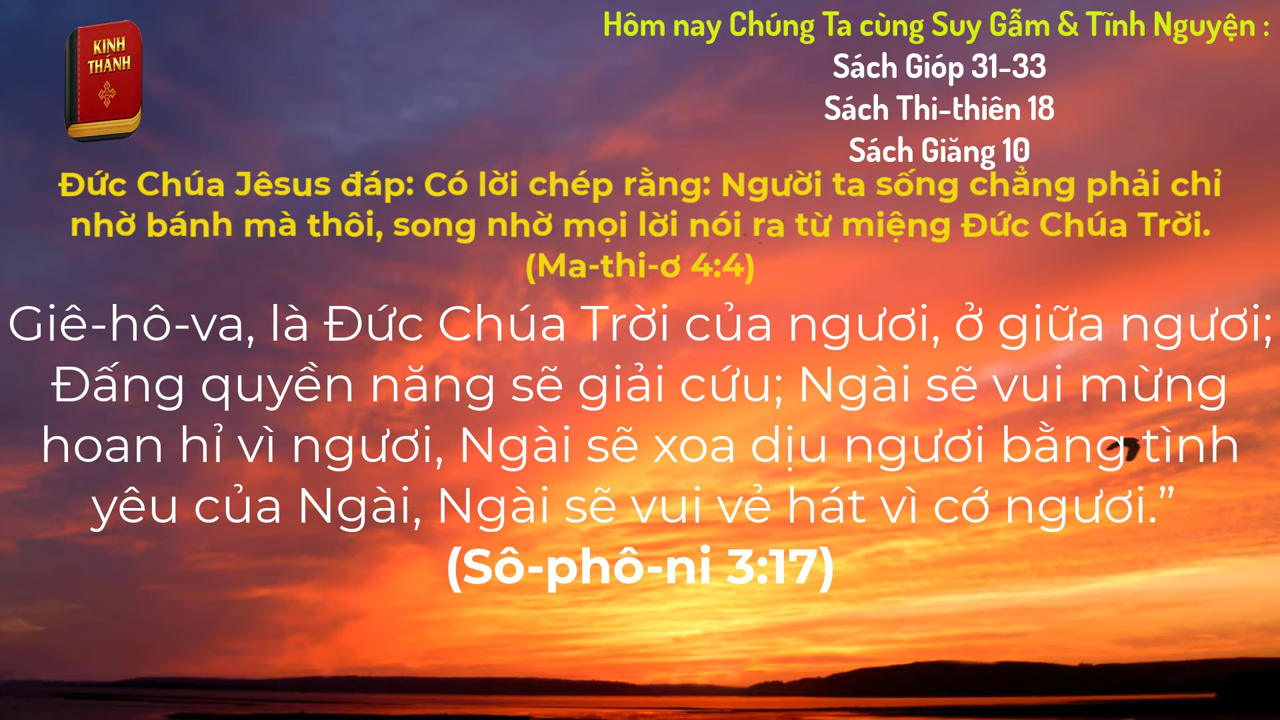 KINH
THÁNH
Hôm nay Chúng Ta cùng Suy Gẫm & Tĩnh Nguyện :
Sách Gióp 31-33
Sách Thi-thiên 18
Sách Giăng 10
Đức Chúa Jêsus đáp: Có lời chép rằng: Người ta sống chẳng phải chỉ
nhờ bánh mà thôi, song nhờ mọi lời nói ra từ miệng Đức Chúa Trời.
(Ma-thi-ơ 4:4)
Giê-hô-va, là Đức Chúa Trời của ngươi, ở giữa ngươi;
Đấng quyền năng sẽ giải cứu; Ngài sẽ vui mừng
hoan hỉ vì ngươi, Ngài sẽ xoa dịu ngươi bằng tình
yêu của Ngài, Ngài sẽ vui vẻ hát vì cớ ngươi.”
(Sô-phô-ni 3:17)